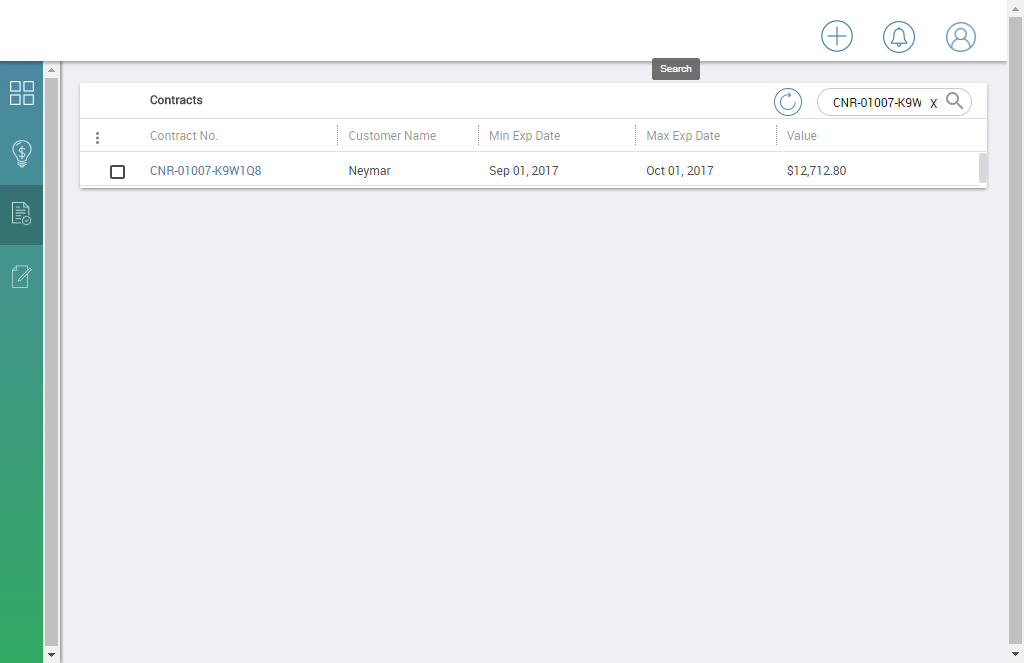 Search
Contracts
CNR-01007-K9W X
Contract No. Customer Name Min Exp Date Max Exp Date Value
CNR-01007-K9W1Q8 Neymar Sep 01, 2017 Oct 01, 2017 $12,712.80